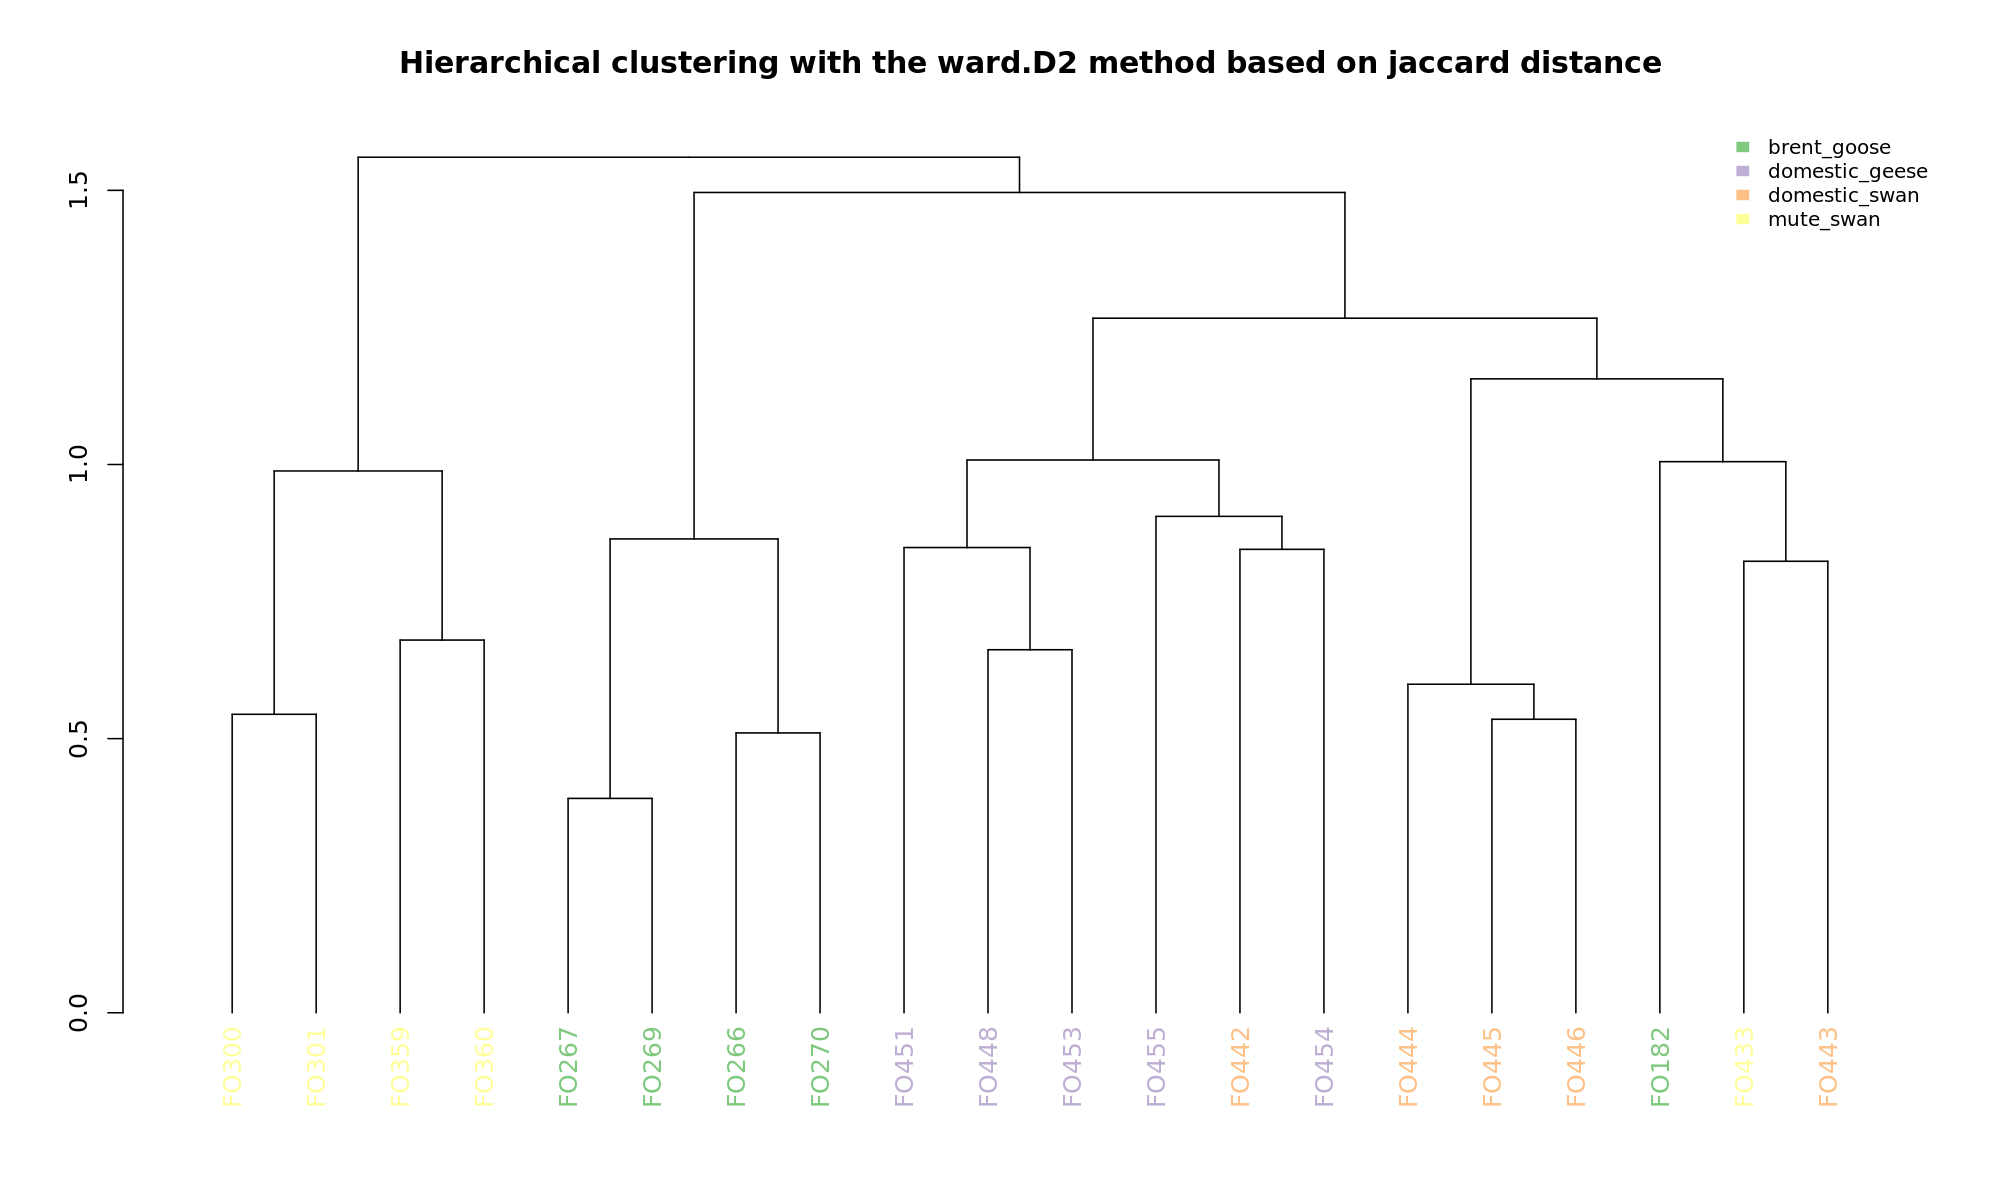 Hierarchical clustering with the ward.D2 method based on jaccard distance
brent_goose
domestic_geese
domestic_swan
mute_swan
1.5
1.0
0.5
0.0
FO300
FO301
FO359
FO360
FO267
FO269
FO266
FO270
FO451
FO448
FO453
FO455
FO442
FO454
FO444
FO445
FO446
FO182
FO433
FO443